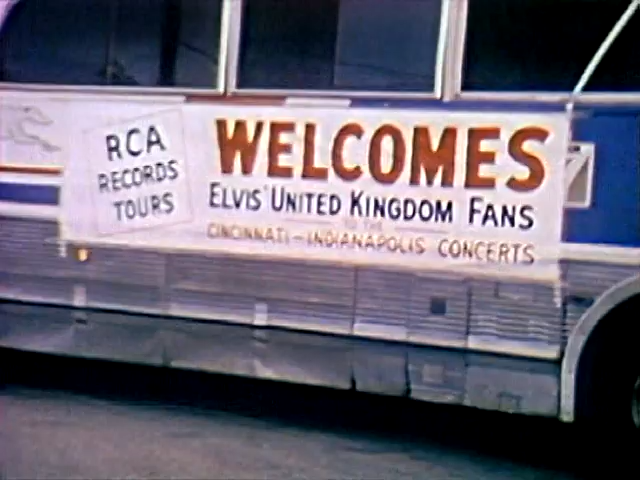 RCA
RECORDS
TOURS
WELCOMES
ELVIS' UNITED KINGDOM FANS
TO THE
CINCINNATI - INDIANAPOLIS CONCERTS